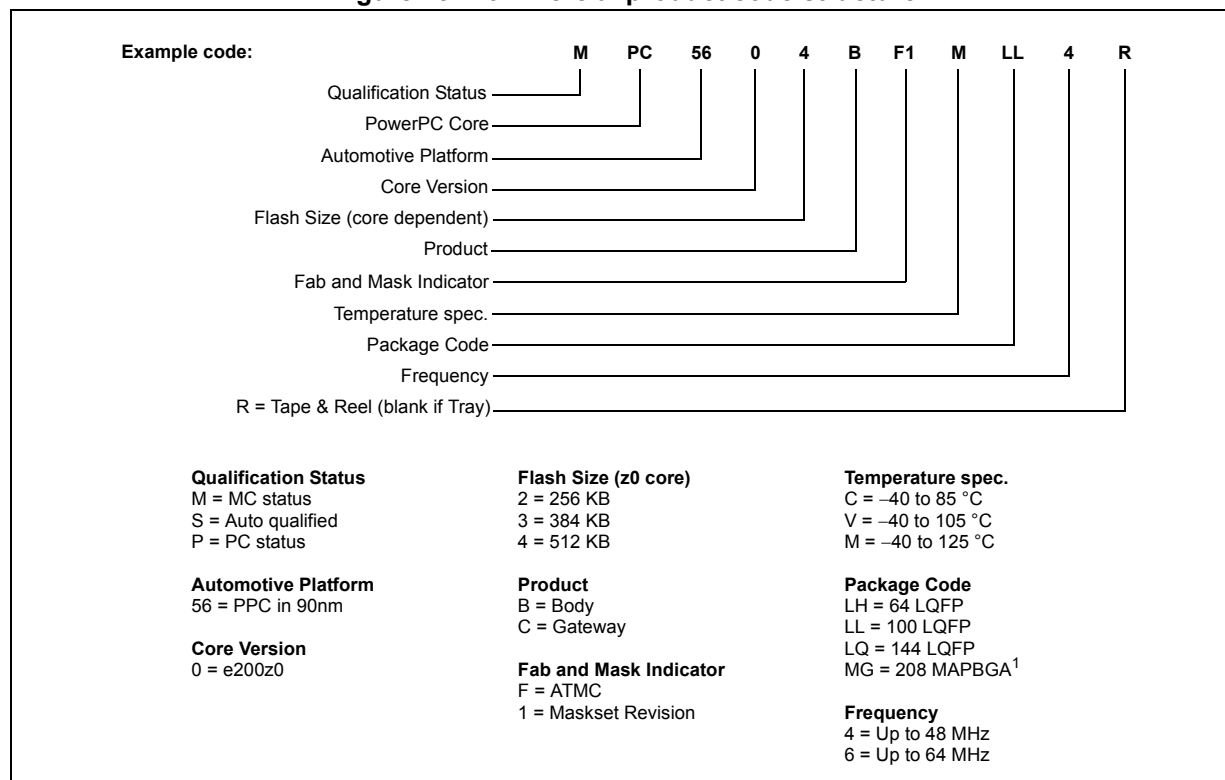 Example code: M PC 56 0 4 B F1 M LL 4 R
Qualification Status
PowerPC Core
Automotive Platform
Core Version
Flash Size (core dependent)
Product
Fab and Mask Indicator
Temperature spec.
Package Code
Frequency
R = Tape & Reel (blank if Tray)
Qualification Status
M = MC status
S = Auto qualified
P = PC status
Automotive Platform
56 = PPC in 90nm
Core Version
0 = e200z0
Flash Size (z0 core)
2 = 256 KB
3 = 384 KB
4 = 512 KB
Product
B = Body
C = Gateway
Fab and Mask Indicator
F = ATMC
1 = Maskset Revision
Temperature spec.
C = –40 to 85 °C
V = –40 to 105 °C
M = –40 to 125 °C
Package Code
LH = 64 LQFP
LL = 100 LQFP
LQ = 144 LQFP
MG = 208 MAPBGA1
Frequency
4 = Up to 48 MHz
6 = Up to 64 MHz